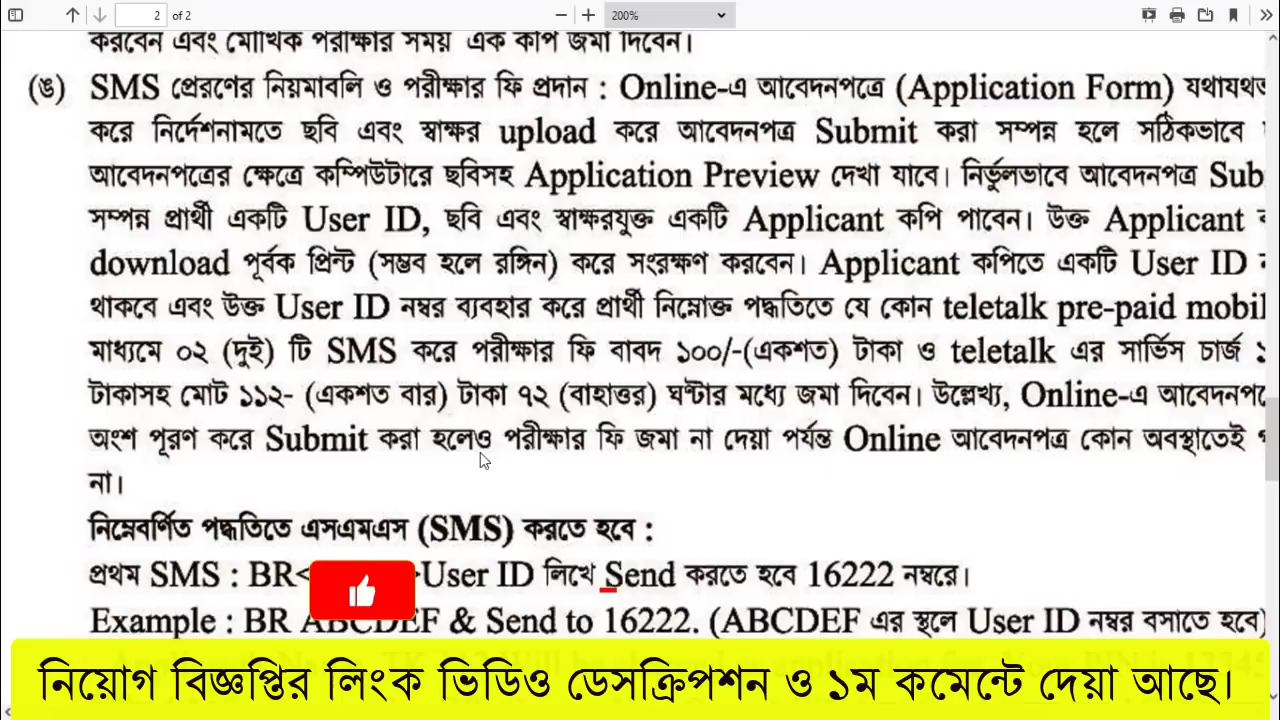 2 of 2
200%
করবেন এবং মৌখিক পরীক্ষার সময় এক কপি জমা দিবেন।
(ঙ) SMS প্রেরণের নিয়মাবলি ও পরীক্ষার ফি প্রদান : Online-এ আবেদনপত্রে (Application Form)
করে নির্দেশনামতে ছবি এবং স্বাক্ষর upload করে আবেদনপত্র Submit করা সম্পন্ন হলে সঠিকভাবে
আবেদনপত্রের ক্ষেত্রে কম্পিউটারে ছবিসহ Application Preview দেখা যাবে। নির্ভুলভাবে আবেদনপত্র Sub
সম্পন্ন প্রার্থী একটি User ID, ছবি এবং স্বাক্ষরযুক্ত একটি Applicant কপি পাবেন। উক্ত Applicant
download পূর্বক প্রিন্ট (সম্ভব হলে রঙ্গিন) করে সংরক্ষণ করবেন। Applicant কপিতে একটি User ID
থাকবে এবং উক্ত User ID নম্বর ব্যবহার করে প্রার্থী নিম্নোক্ত পদ্ধতিতে যে কোন teletalk pre-paid mobil
মাধ্যমে ০২ (দুই) টি SMS করে পরীক্ষার ফি বাবদ ১০০/-(একশত) টাকা ও teletalk এর সার্ভিস চার্জ
টাকাসহ মোট ১১২- (একশত বার) টাকা ৭২ (বাহাত্তর) ঘণ্টার মধ্যে জমা দিবেন। উল্লেখ্য, Online-এ
অংশ পূরণ করে Submit করা হলেও পরীক্ষার ফি জমা না দেয়া পর্যন্ত Online আবেদনপত্র কোন অবস্থাতেই
না।
নিম্নেবর্ণিত পদ্ধতিতে এসএমএস (SMS) করতে হবে :
প্রথম SMS : BR< >User ID লিখে Send করতে হবে 16222 নম্বরে।
Example : BR ABCDEF & Send to 16222. (ABCDEF এর স্থলে User ID নম্বর বসাতে হবে)
নিয়োগ বিজ্ঞপ্তির লিংক ভিডিও ডেসক্রিপশন ও ১ম কমেন্টে দেয়া আছে।